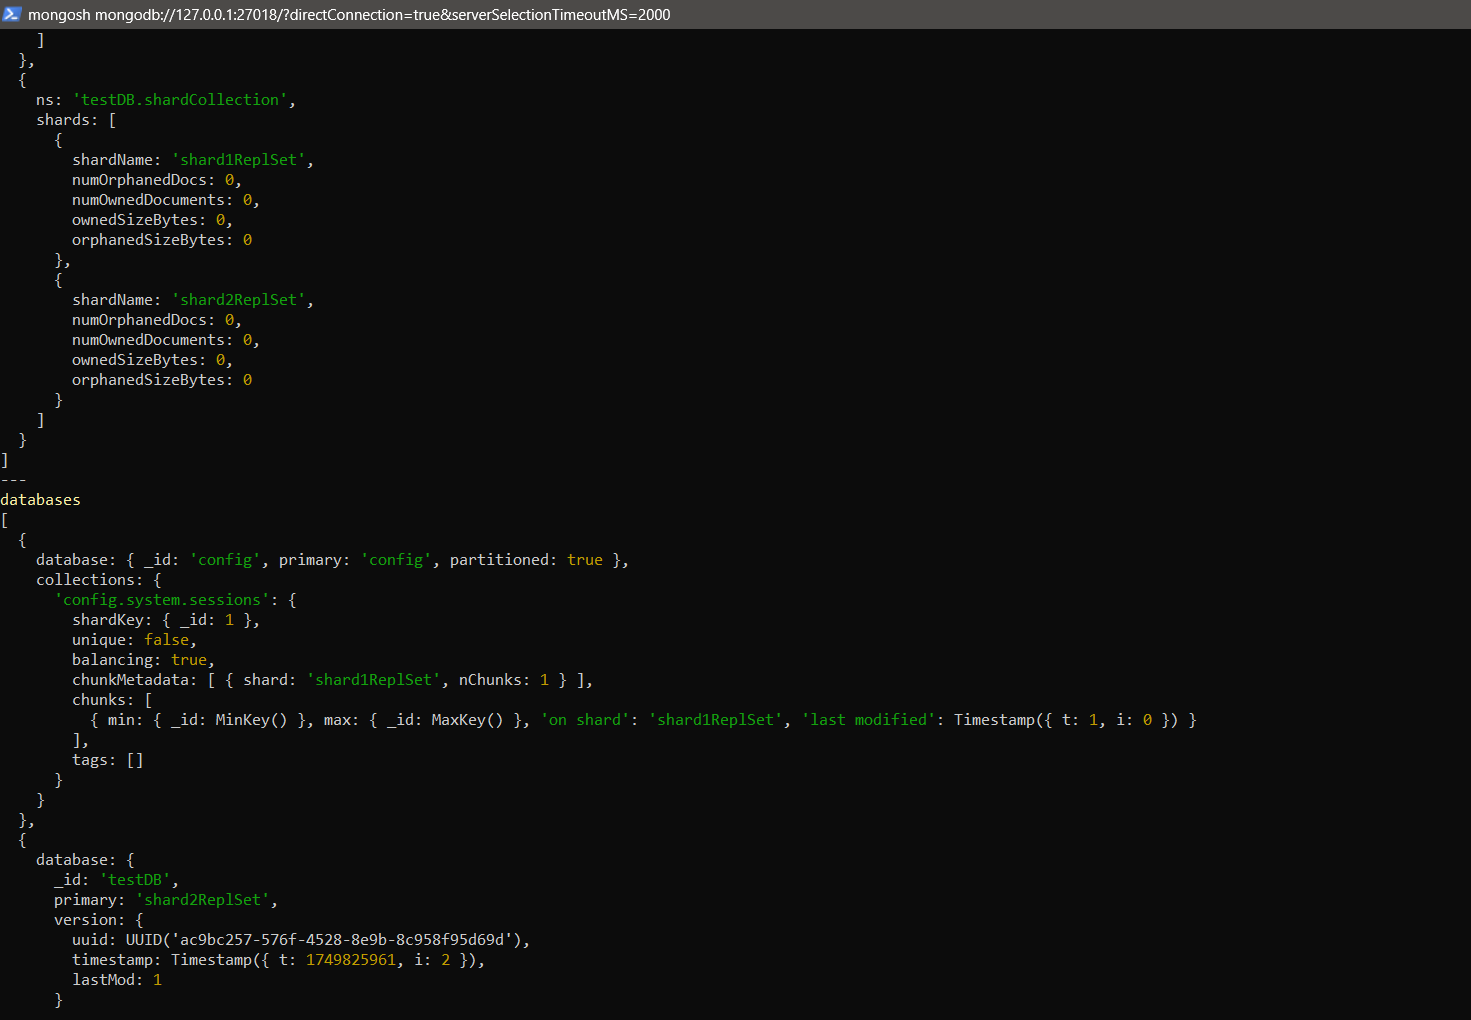 mongosh mongodb://127.0.0.1:27018/?directConnection=true&serverSelectionTimeoutMS=2000
    ]
  },
  {
    ns: 'testDB.shardCollection',
    shards: [
      {
        shardName: 'shard1ReplSet',
        numOrphanedDocs: 0,
        numOwnedDocuments: 0,
        ownedSizeBytes: 0,
        orphanedSizeBytes: 0
      },
      {
        shardName: 'shard2ReplSet',
        numOrphanedDocs: 0,
        numOwnedDocuments: 0,
        ownedSizeBytes: 0,
        orphanedSizeBytes: 0
      }
    ]
  }
]
---
databases
[
  {
    database: { _id: 'config', primary: 'config', partitioned: true },
    collections: {
      'config.system.sessions': {
        shardKey: { _id: 1 },
        unique: false,
        balancing: true,
        chunkMetadata: [ { shard: 'shard1ReplSet', nChunks: 1 } ],
        chunks: [
          { min: { _id: MinKey() }, max: { _id: MaxKey() }, 'on shard': 'shard1ReplSet', 'last modified': Timestamp({ t: 1, i: 0 }) }
        ],
        tags: []
      }
    }
  },
  {
    database: {
      _id: 'testDB',
      primary: 'shard2ReplSet',
      version: {
        uuid: UUID('ac9bc257-576f-4528-8e9b-8c958f95d69d'),
        timestamp: Timestamp({ t: 1749825961, i: 2 }),
        lastMod: 1
      }